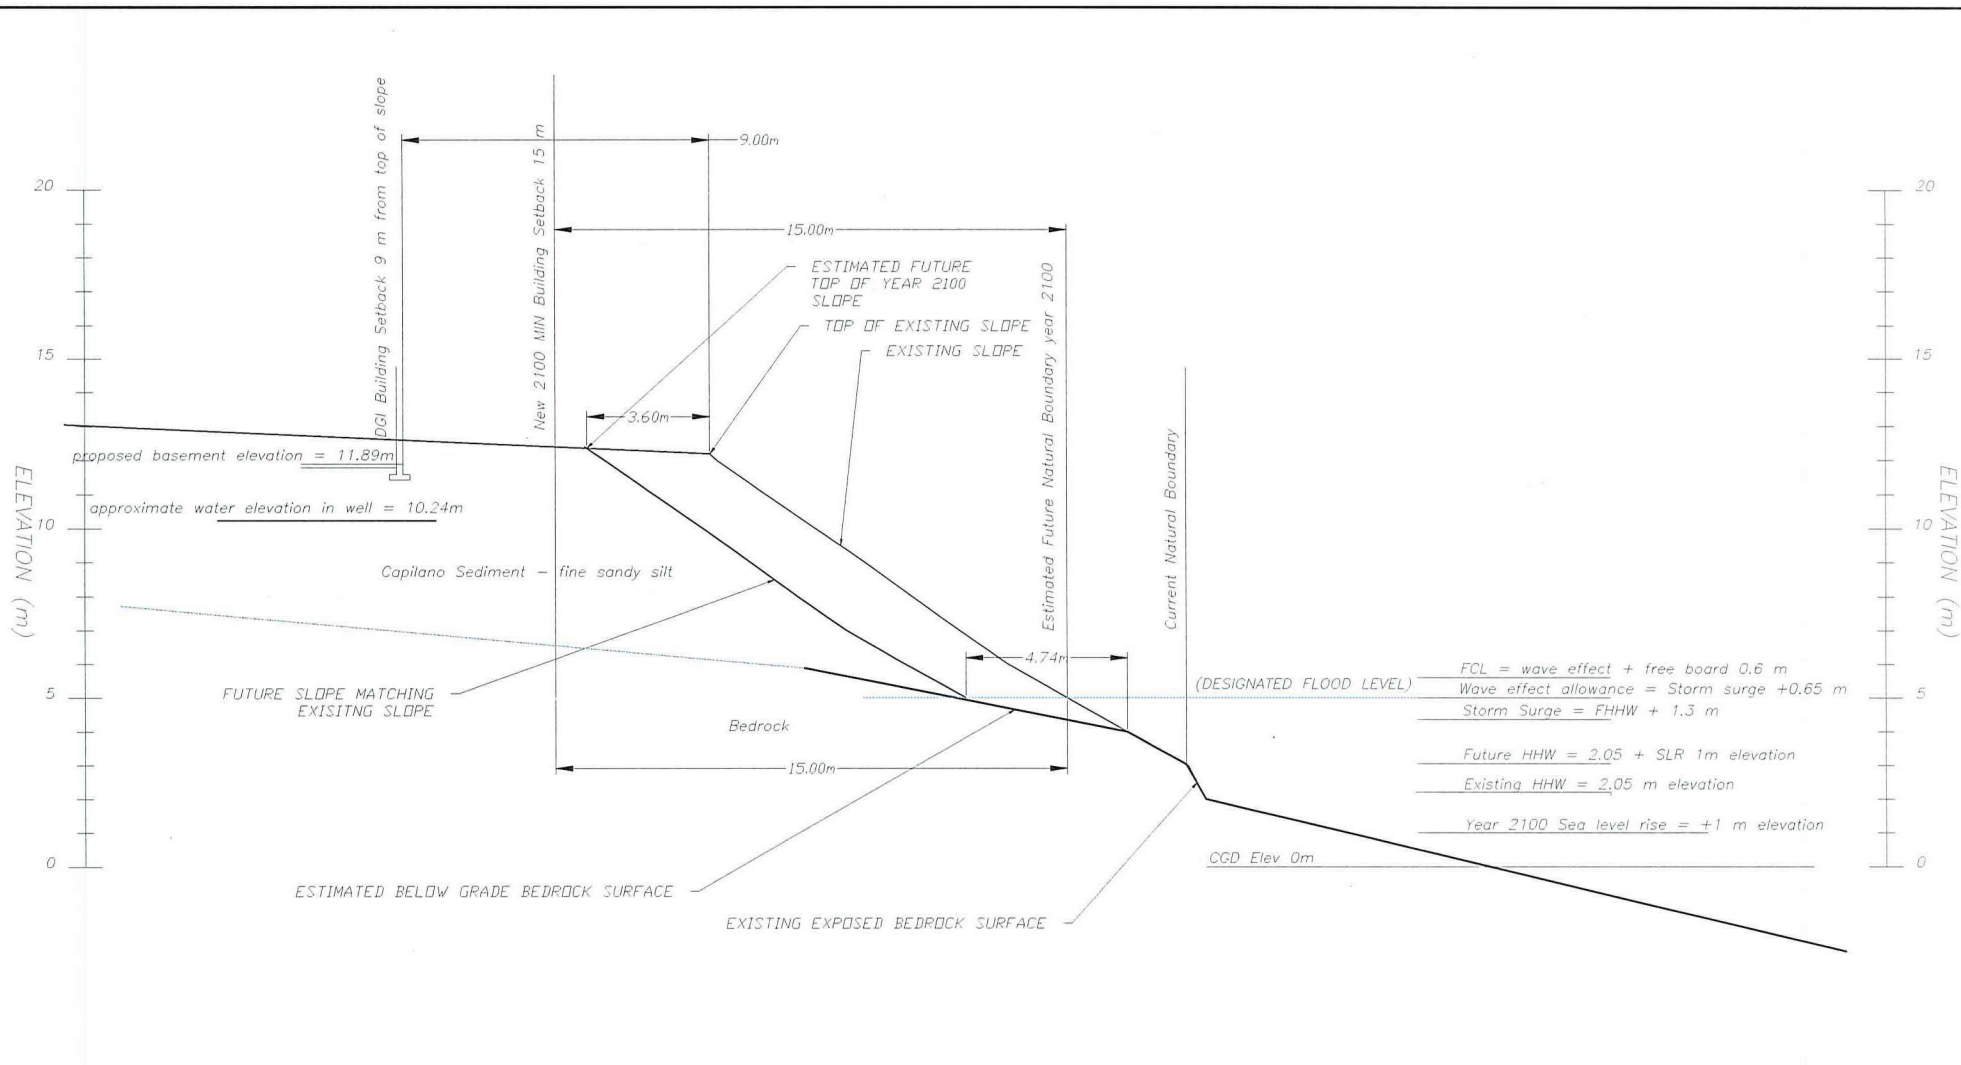 DGI Building Setback 9 m from top of slope
New 2100 MIN Building Setback 15 m
9.00m
15.00m
Estimated Future Natural Boundary year 2100
Current Natural Boundary
ESTIMATED FUTURE
TOP OF YEAR 2100
SLOPE
TOP OF EXISTING SLOPE
EXISTING SLOPE
3.60m
20
15
10
5
0
ELEVATION (m)
proposed basement elevation = 11.89m
approximate water elevation in well = 10.24m
Capilano Sediment - fine sandy silt
FUTURE SLOPE MATCHING
EXISITNG SLOPE
Bedrock
4.74m
15.00m
ESTIMATED BELOW GRADE BEDROCK SURFACE
EXISTING EXPOSED BEDROCK SURFACE
(DESIGNATED FLOOD LEVEL)
FCL = wave effect + free board 0.6 m
Wave effect allowance = Storm surge +0.65 m
Storm Surge = FHHW + 1.3 m
Future HHW = 2.05 + SLR 1m elevation
Existing HHW = 2.05 m elevation
Year 2100 Sea level rise = +1 m elevation
CGD Elev 0m
20
15
10
5
0
ELEVATION (m)